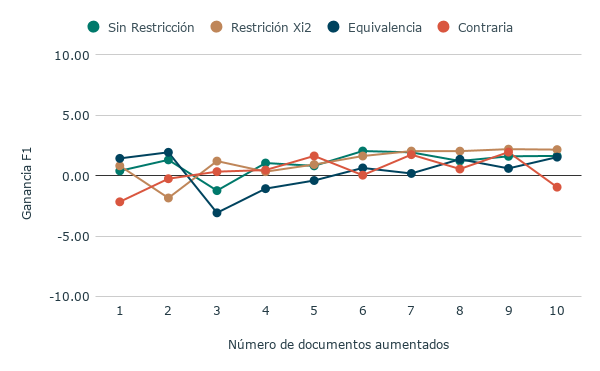 Sin Restricción Restrición Xi2 Equivalencia Contraria
10.00
5.00
0.00
-5.00
-10.00
Ganancia F1
1 2 3 4 5 6 7 8 9 10
Número de documentos aumentados